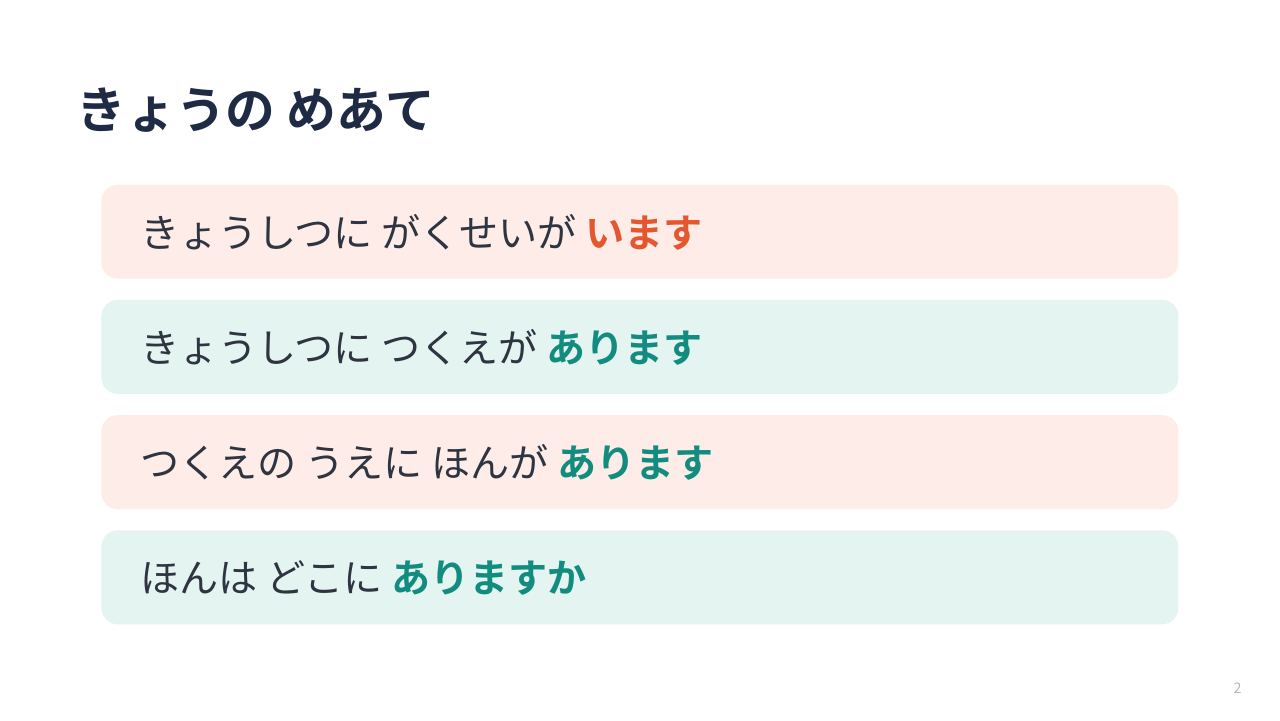 きょうの めあて
きょうしつに がくせいが います
きょうしつに つくえが あります
つくえの うえに ほんが あります
ほんは どこに ありますか
2